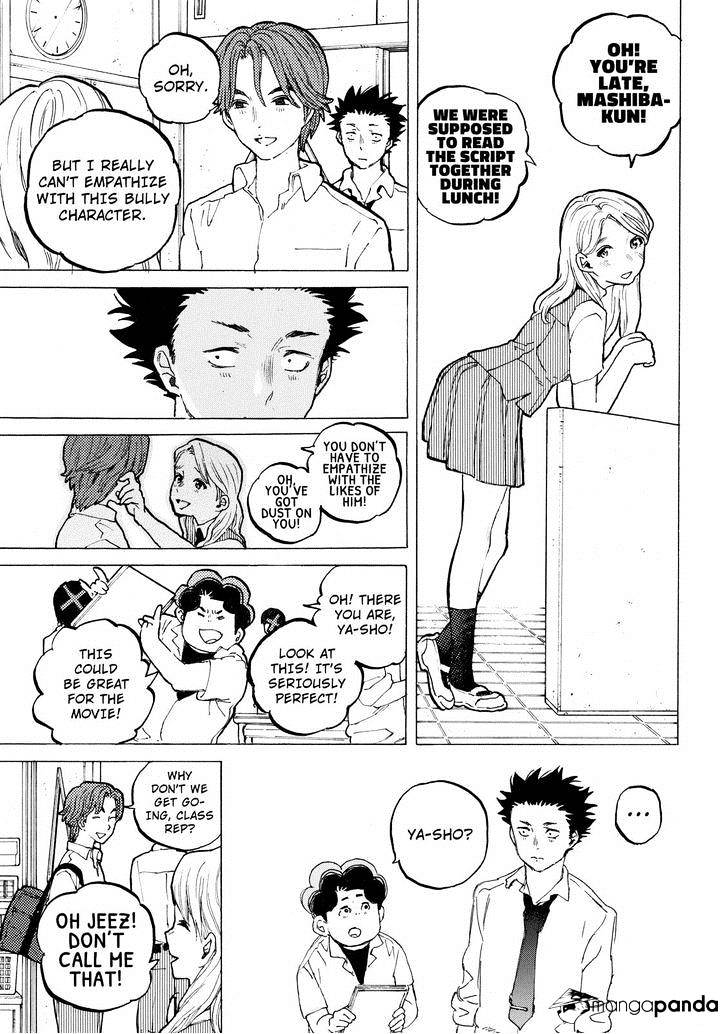 OH!
YOU'RE
LATE,
MASHIBA-
KUN!
WE WERE
SUPPOSED
TO READ
THE SCRIPT
TOGETHER
DURING
LUNCH!
OH,
SORRY.
BUT I REALLY
CAN'T EMPATHIZE
WITH THIS BULLY
CHARACTER.
YOU DON'T
HAVE TO
EMPATHIZE
WITH THE
LIKES OF
HIM!
OH,
YOU'VE
GOT
DUST ON
YOU!
OH! THERE
YOU ARE,
YA-SHO!
LOOK AT
THIS! IT'S
SERIOUSLY
PERFECT!
THIS
COULD
BE GREAT
FOR THE
MOVIE!
...
YA-SHO?
WHY
DON'T WE
GET GO-
ING, CLASS
REP?
OH JEEZ!
DON'T
CALL ME
THAT!
mangapanda